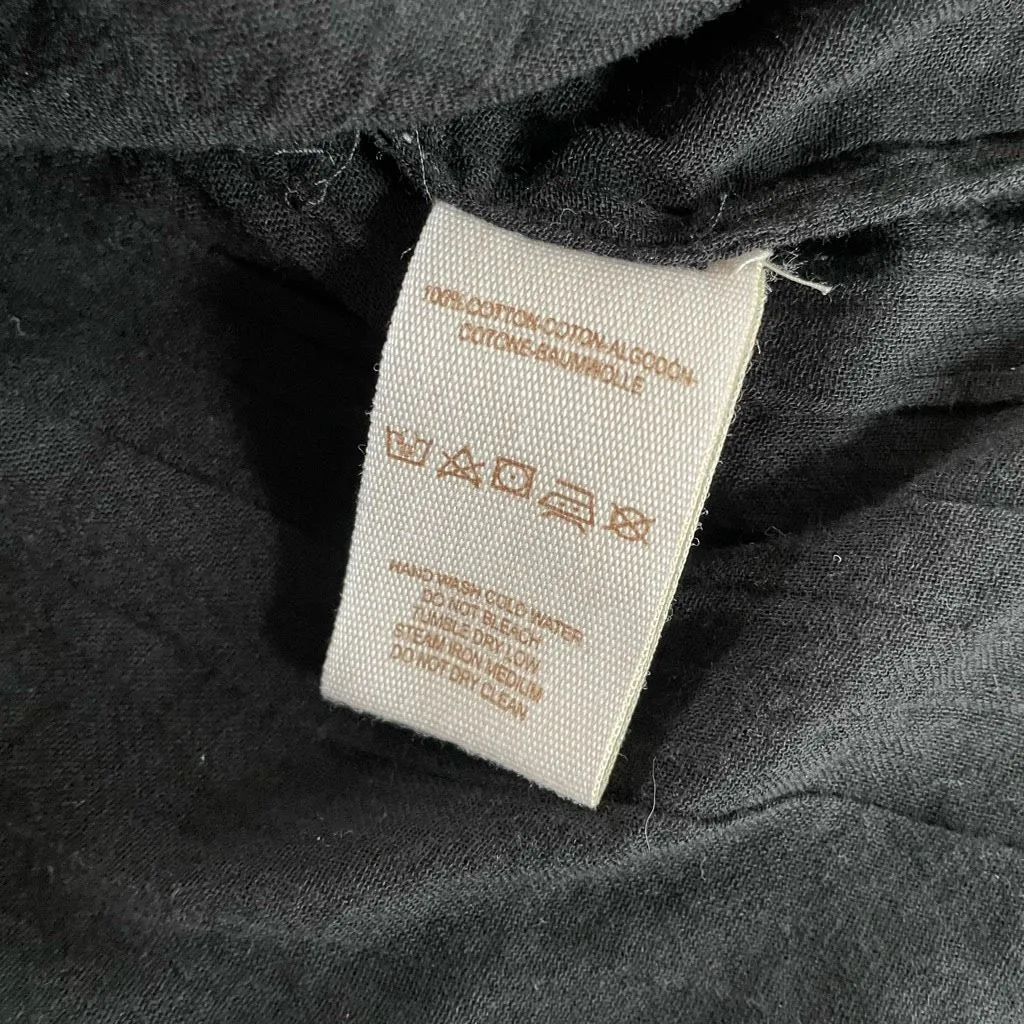 100% COTTON-COTON-ALGODON
COTONE-BAUMWOLLE
HAND WASH COLD WATER
DO NOT BLEACH
TUMBLE DRY LOW
STEAM IRON MEDIUM
DO NOT DRY CLEAN